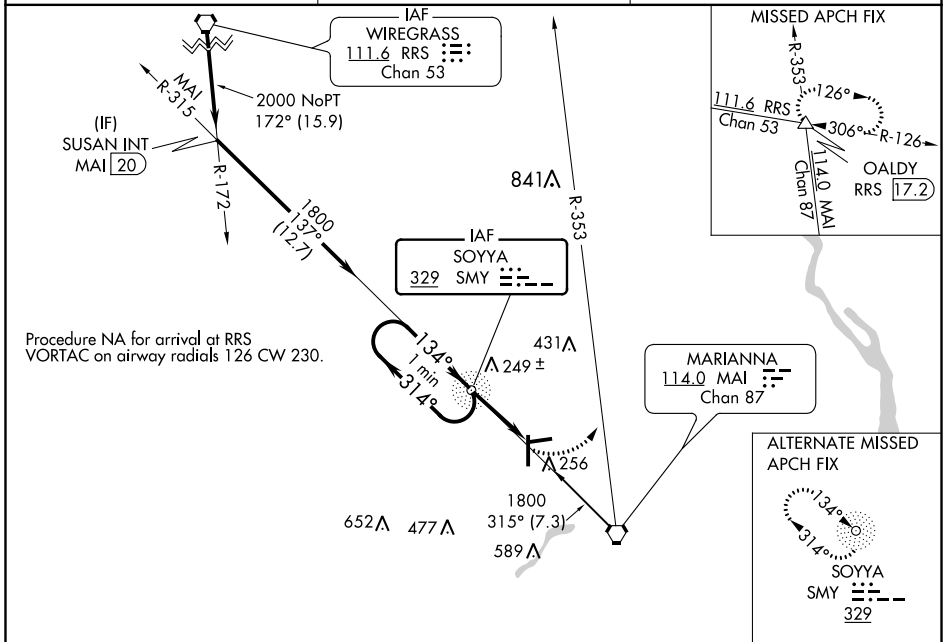 IAF
WIREGRASS
111.6 RRS
Chan 53
MAI
R-315
2000 NoPT
172° (15.9)
(IF)
SUSAN INT
MAI 20
R-172
1800
137°
(12.7)
841
R-353
IAF
SOYYA
329 SMY
Procedure NA for arrival at RRS
VORTAC on airway radials 126 CW 230.
134°
1 min
314°
431
249 ±
MARIANNA
114.0 MAI
Chan 87
256
1800
315° (7.3)
652
477
589
MISSED APCH FIX
R-353
126°
111.6 RRS
Chan 53
306°
R-126
114.0 MAI
Chan 87
OALDY
RRS 17.2
ALTERNATE MISSED
APCH FIX
134°
314°
SOYYA
SMY
329